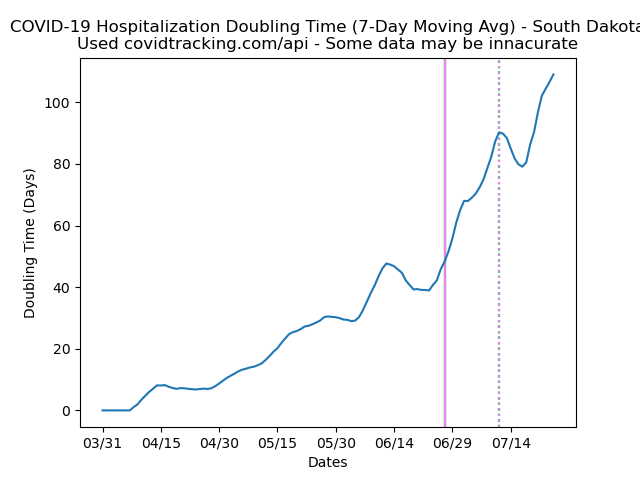 COVID-19 Hospitalization Doubling Time (7-Day Moving Avg) - South Dakota
Used covidtracking.com/api - Some data may be innacurate
100
80
60
40
20
0
Doubling Time (Days)
03/31 04/15 04/30 05/15 05/30 06/14 06/29 07/14
Dates